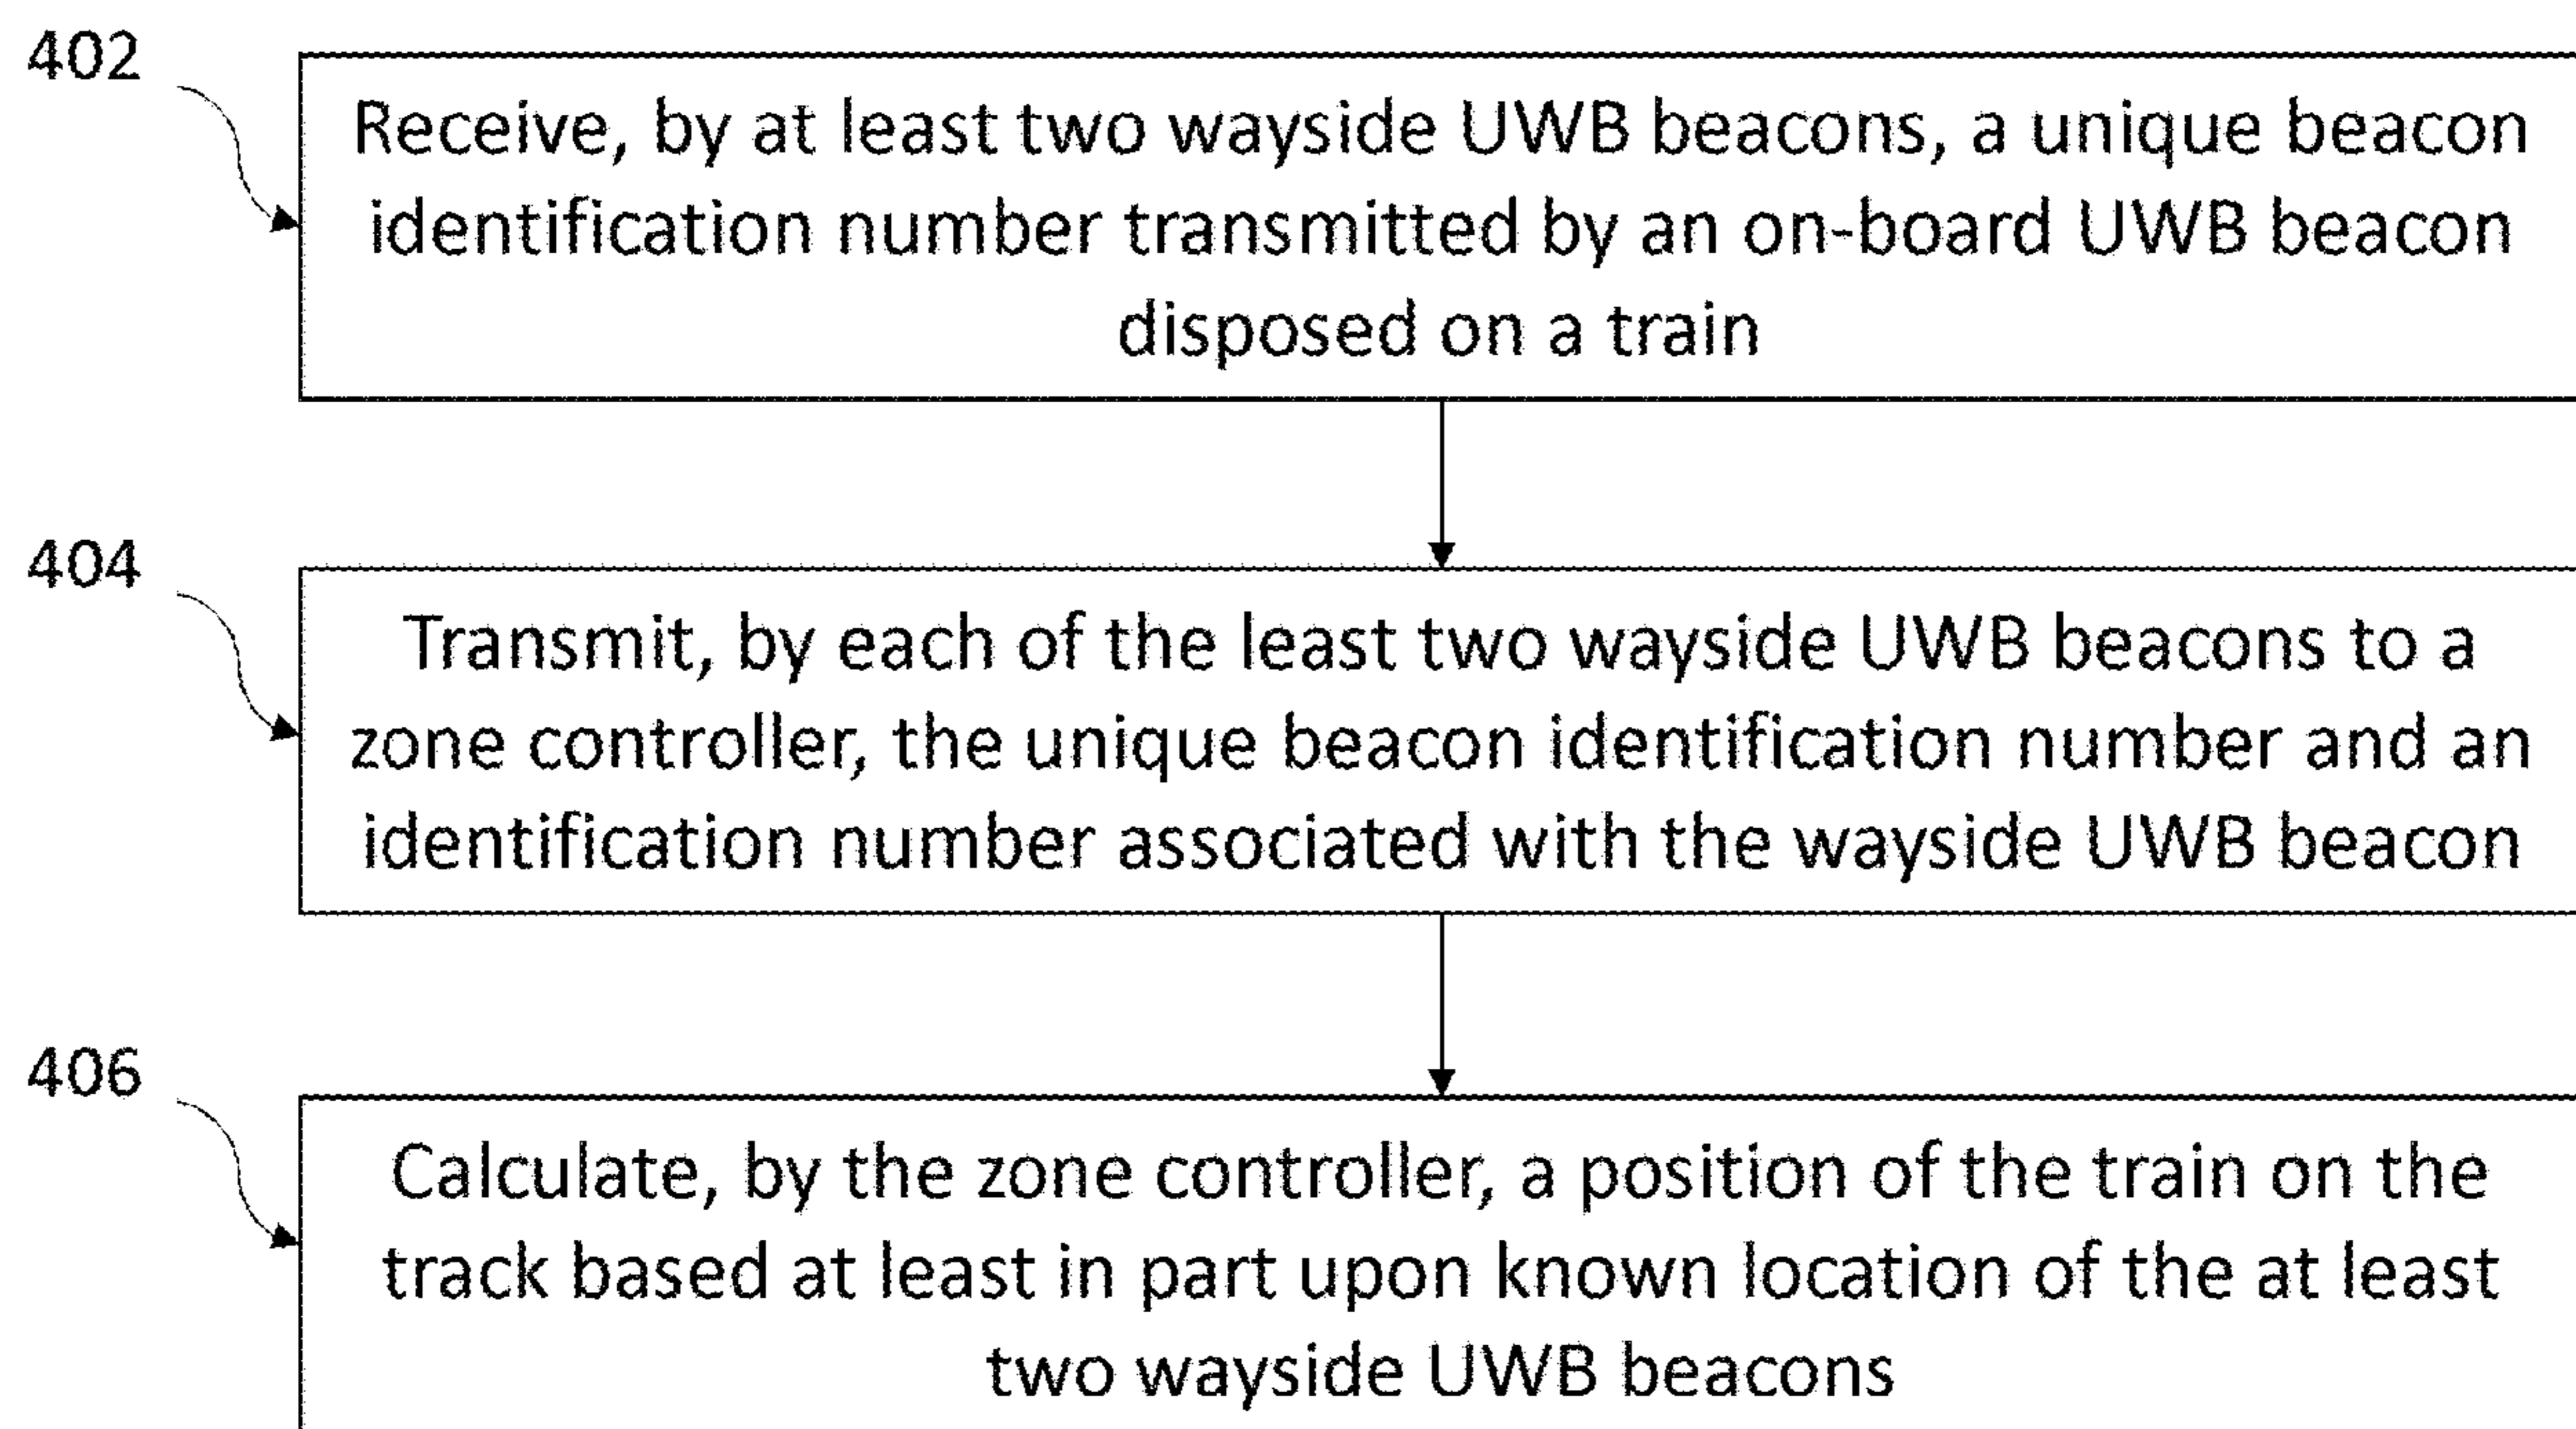 402
Receive, by at least two wayside UWB beacons, a unique beacon
identification number transmitted by an on-board UWB beacon
disposed on a train
404
Transmit, by each of the least two wayside UWB beacons to a
zone controller, the unique beacon identification number and an
identification number associated with the wayside UWB beacon
406
Calculate, by the zone controller, a position of the train on the
track based at least in part upon known location of the at least
two wayside UWB beacons